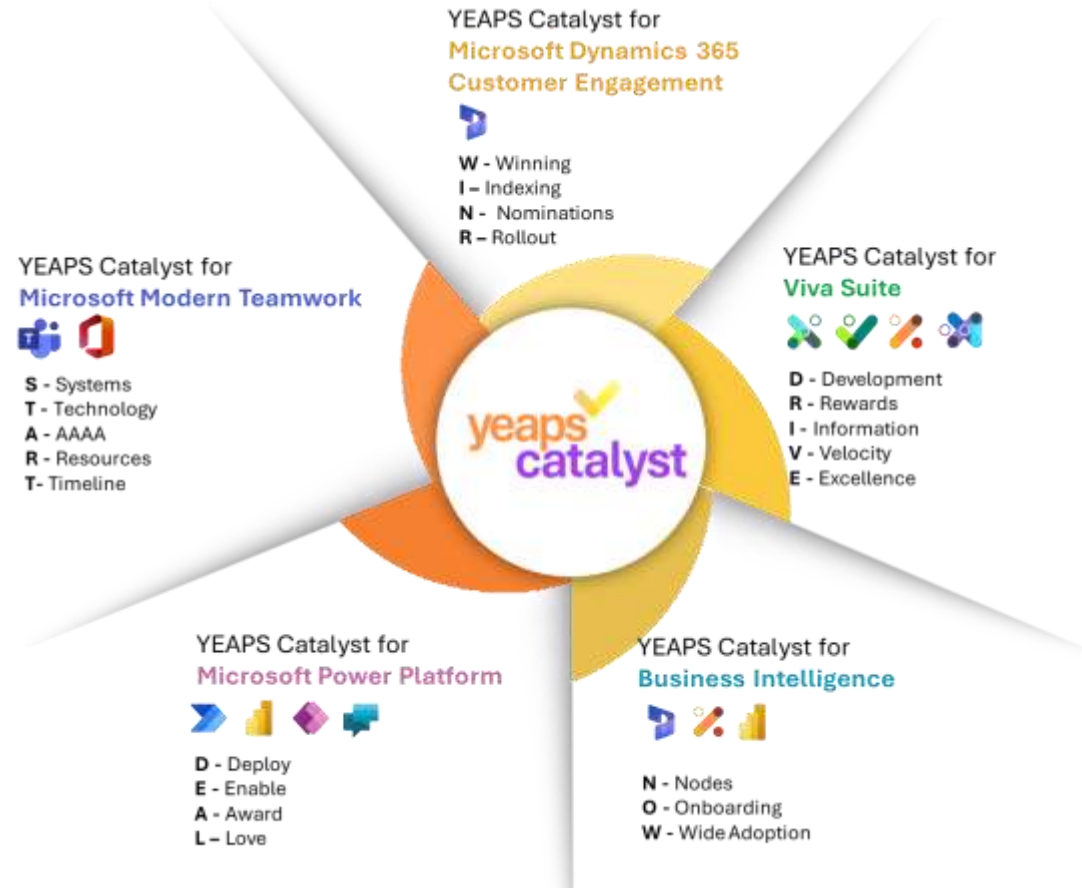 YEAPS Catalyst for
Microsoft Dynamics 365
Customer Engagement
W - Winning
I – Indexing
N - Nominations
R – Rollout
YEAPS Catalyst for
Viva Suite
D - Development
R - Rewards
I - Information
V - Velocity
E - Excellence
YEAPS Catalyst for
Business Intelligence
N - Nodes
O - Onboarding
W - Wide Adoption
YEAPS Catalyst for
Microsoft Power Platform
D - Deploy
E - Enable
A - Award
L – Love
YEAPS Catalyst for
Microsoft Modern Teamwork
T
S - Systems
T - Technology
A - AAAA
R - Resources
T- Timeline
yeaps
catalyst